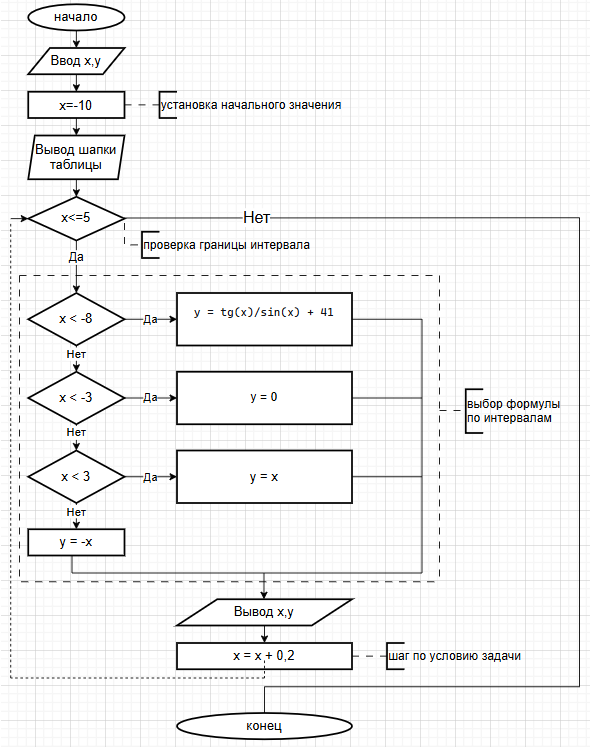 начало
Ввод x,y
x=-10
установка начального значения
Вывод шапки
таблицы
x<=5
Нет
проверка границы интервала
Да
x < -8
Да
y = tg(x)/sin(x) + 41
Нет
x < -3
Да
y = 0
выбор формулы
по интервалам
Нет
x < 3
Да
y = x
Нет
y = -x
Вывод x,y
x = x + 0,2
шаг по условию задачи
конец